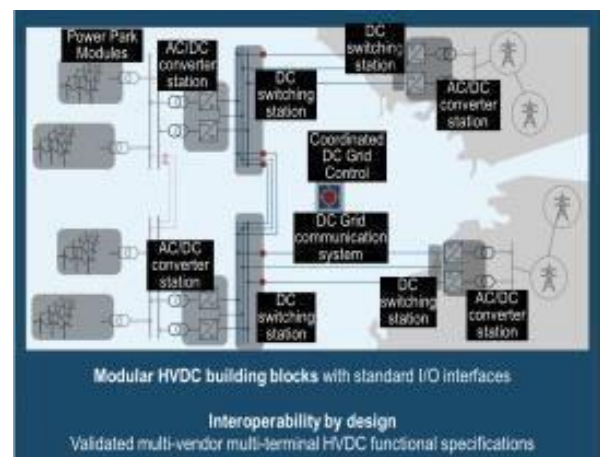 Power Park
Modules
AC/DC
converter
station
DC
switching
station
DC
switching
station
AC/DC
converter
station
Coordinated
DC Grid
Control
DC Grid
communication
system
AC/DC
converter
station
DC
switching
station
DC
switching
station
AC/DC
converter
station
Modular HVDC building blocks with standard I/O interfaces
Interoperability by design
Validated multi-vendor multi-terminal HVDC functional specifications